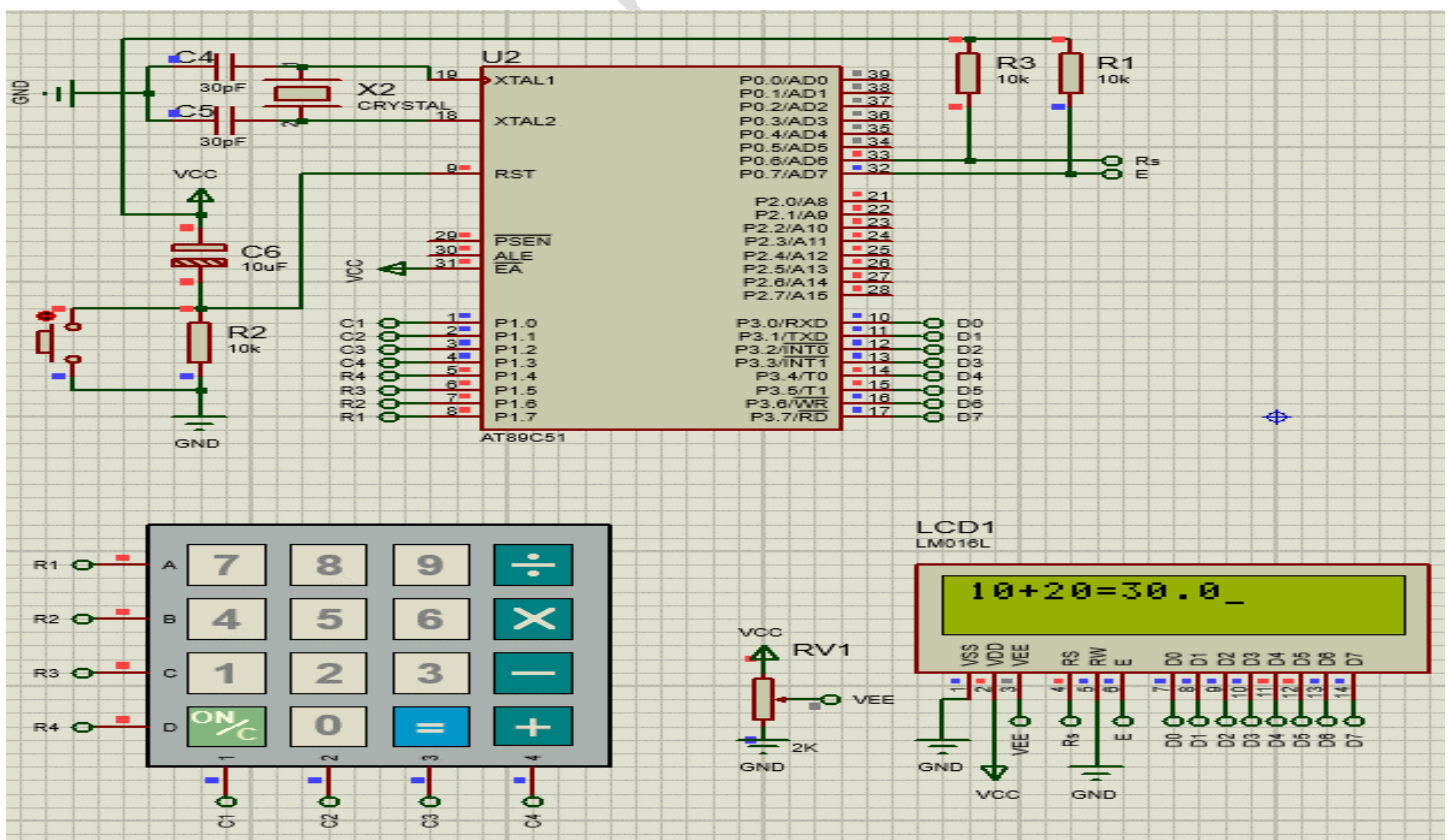 C4
30pF
C5
30pF
GND
1
2
X2
CRYSTAL
VCC
C6
10uF
R2
10k
GND
VCC
U2
AT89C51
19 XTAL1
18 XTAL2
9 RST
29 PSEN
30 ALE
31 EA
C1 1 P1.0
C2 2 P1.1
C3 3 P1.2
C4 4 P1.3
R4 5 P1.4
R3 6 P1.5
R2 7 P1.6
R1 8 P1.7
P0.0/AD0 39
P0.1/AD1 38
P0.2/AD2 37
P0.3/AD3 36
P0.4/AD4 35
P0.5/AD5 34
P0.6/AD6 33
P0.7/AD7 32
P2.0/A8 21
P2.1/A9 22
P2.2/A10 23
P2.3/A11 24
P2.4/A12 25
P2.5/A13 26
P2.6/A14 27
P2.7/A15 28
P3.0/RXD 10 D0
P3.1/TXD 11 D1
P3.2/INT0 12 D2
P3.3/INT1 13 D3
P3.4/T0 14 D4
P3.5/T1 15 D5
P3.6/WR 16 D6
P3.7/RD 17 D7
R3
10k
R1
10k
Rs
E
R1 A 7 8 9 ÷
R2 B 4 5 6 ×
R3 C 1 2 3 −
R4 D ON/C 0 = +
1 2 3 4
C1 C2 C3 C4
VCC
RV1
VEE
2K
GND
LCD1
LM016L
10+20=30.0_
VSS VDD VEE RS RW E D0 D1 D2 D3 D4 D5 D6 D7
1 2 3 4 5 6 7 8 9 10 11 12 13 14
VEE Rs E D0 D1 D2 D3 D4 D5 D6 D7
GND
VCC
GND